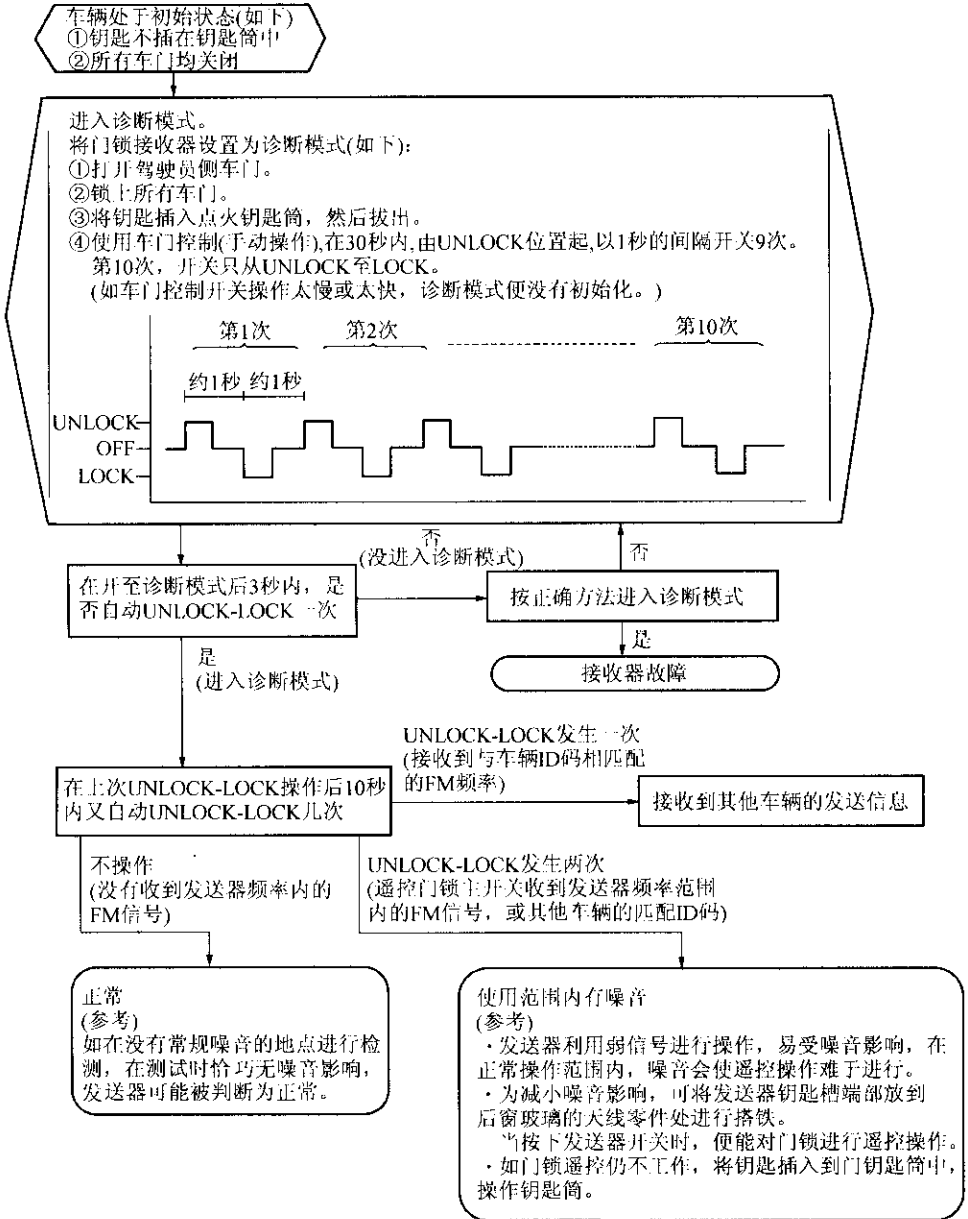 车辆处于初始状态(如下)
①钥匙不插在钥匙筒中
②所有车门均关闭
进入诊断模式。
将门锁接收器设置为诊断模式(如下):
①打开驾驶员侧车门。
②锁上所有车门。
③将钥匙插入点火钥匙筒，然后拔出。
④使用车门控制(手动操作),在30秒内,由UNLOCK位置起,以1秒的间隔开关9次。
第10次，开关只从UNLOCK至LOCK。
(如车门控制开关操作太慢或太快，诊断模式便没有初始化。)
第1次
第2次
第10次
约1秒
约1秒
UNLOCK
OFF
LOCK
否
(没进入诊断模式)
否
在开至诊断模式后3秒内，是
否自动UNLOCK-LOCK一次
按正确方法进入诊断模式
是
(进入诊断模式)
是
接收器故障
UNLOCK-LOCK发生一次
(接收到与车辆ID码相匹配
的FM频率)
在上次UNLOCK-LOCK操作后10秒
内又自动UNLOCK-LOCK几次
接收到其他车辆的发送信息
不操作
(没有收到发送器频率内的
FM信号)
UNLOCK-LOCK发生两次
(遥控门锁主开关收到发送器频率范围
内的FM信号，或其他车辆的匹配ID码)
正常
(参考)
如在没有常规噪音的地点进行检
测，在测试时恰巧无噪音影响，
发送器可能被判断为正常。
使用范围内有噪音
(参考)
·发送器利用弱信号进行操作，易受噪音影响，在
正常操作范围内，噪音会使遥控操作难于进行。
·为减小噪音影响，可将发送器钥匙槽端部放到
后窗玻璃的天线零件处进行搭铁。
当按下发送器开关时，便能对门锁进行遥控操作。
·如门锁遥控仍不工作，将钥匙插入到门钥匙筒中，
操作钥匙筒。